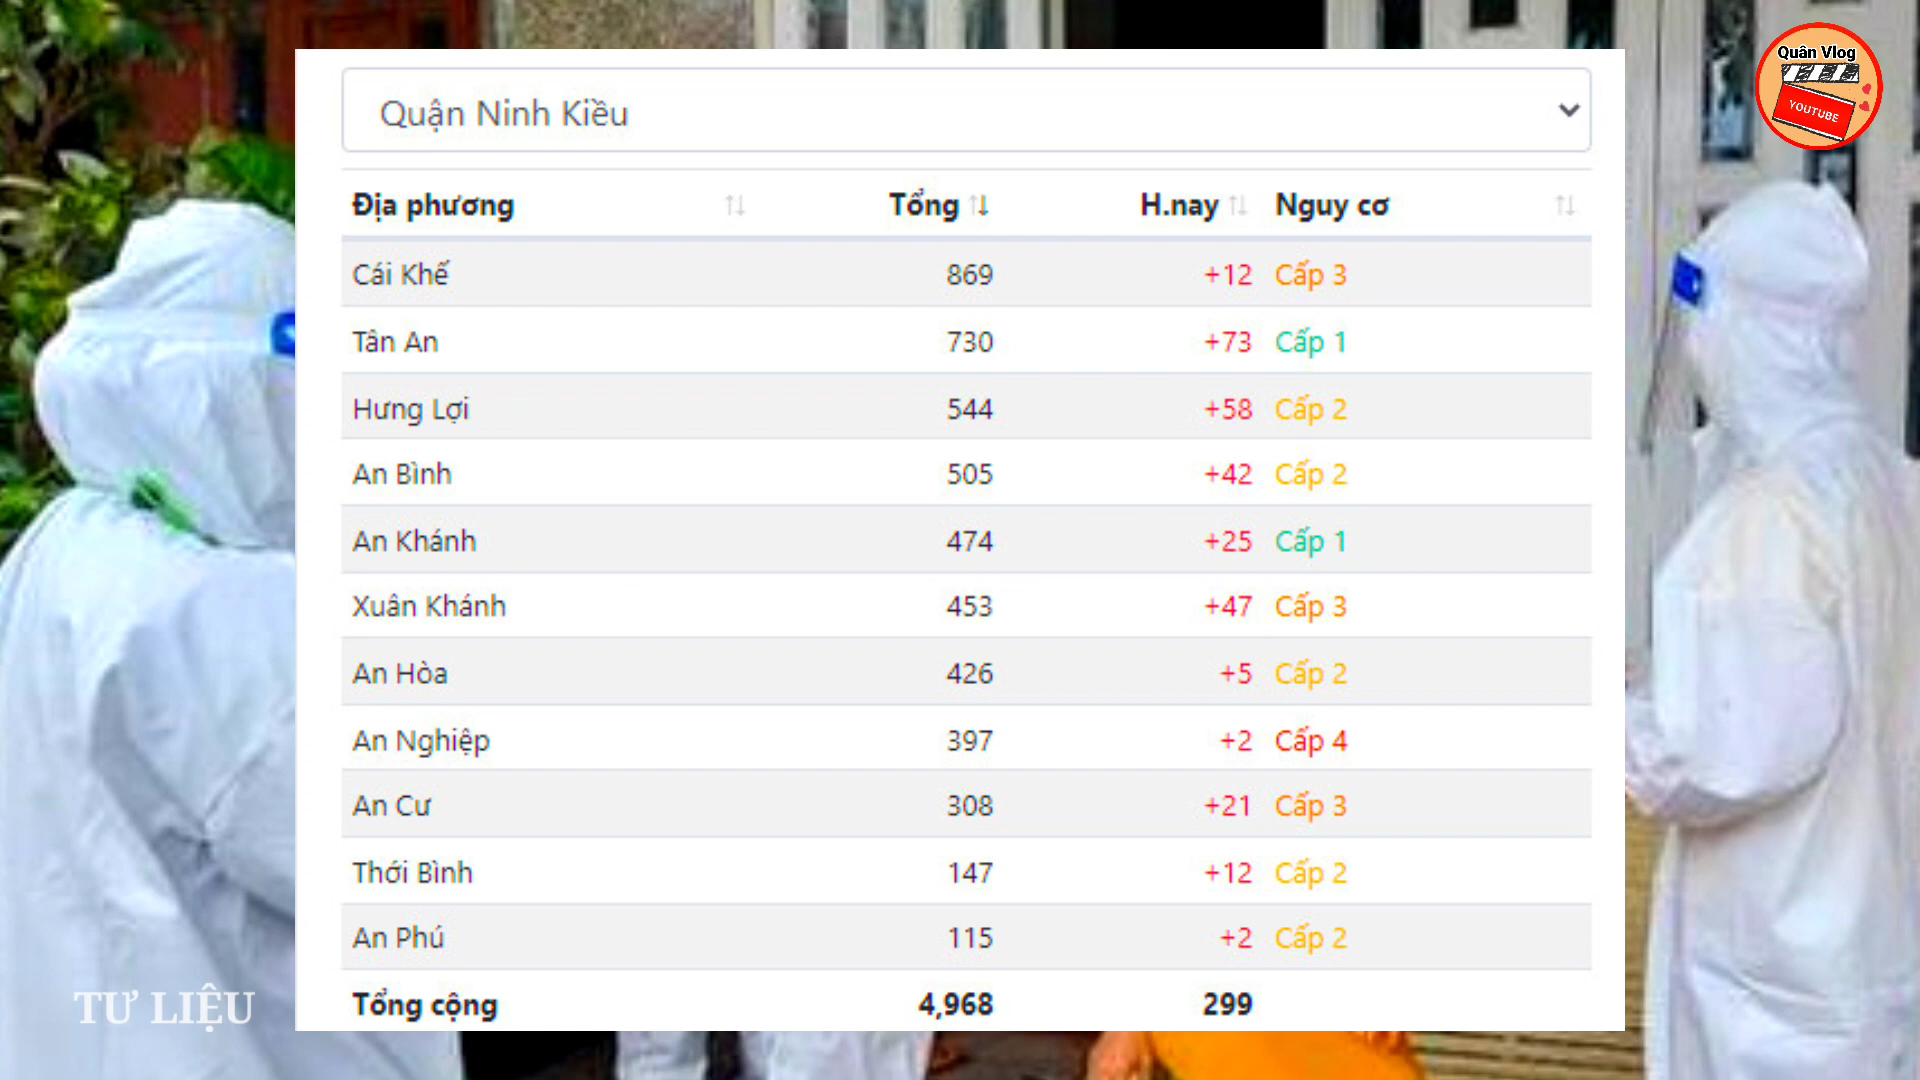 Quân Vlog
YOUTUBE
Quận Ninh Kiều
Địa phương Tổng H.nay Nguy cơ
Cái Khế 869 +12 Cấp 3
Tân An 730 +73 Cấp 1
Hưng Lợi 544 +58 Cấp 2
An Bình 505 +42 Cấp 2
An Khánh 474 +25 Cấp 1
Xuân Khánh 453 +47 Cấp 3
An Hòa 426 +5 Cấp 2
An Nghiệp 397 +2 Cấp 4
An Cư 308 +21 Cấp 3
Thới Bình 147 +12 Cấp 2
An Phú 115 +2 Cấp 2
Tổng cộng 4,968 299
TƯ LIỆU